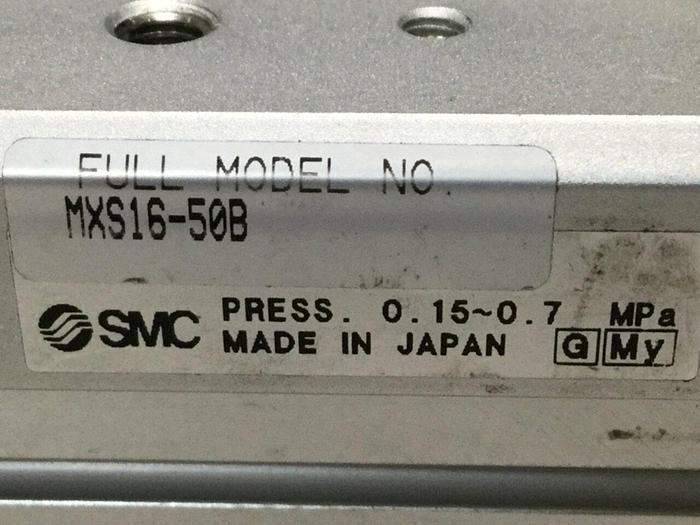 FULL MODEL NO.
MXS16-50B
SMC PRESS. 0.15~0.7 MPa
MADE IN JAPAN G My